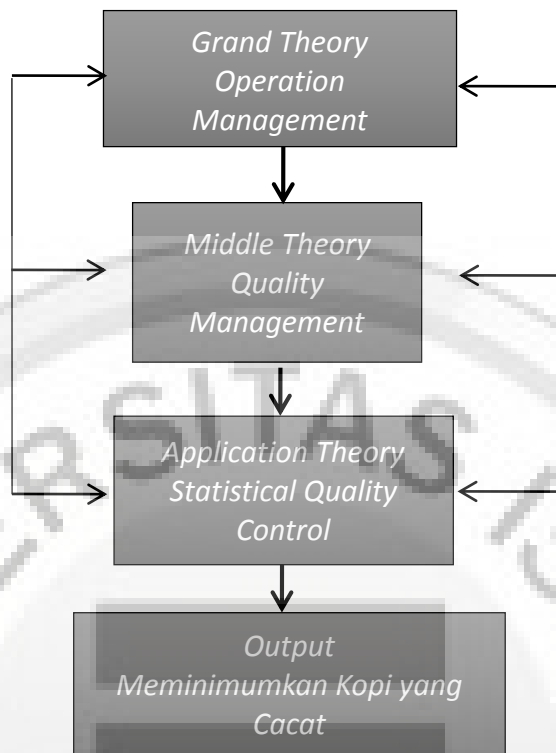 Grand Theory
Operation
Management
Middle Theory
Quality
Management
Application Theory
Statistical Quality
Control
Output
Meminimumkan Kopi yang
Cacat